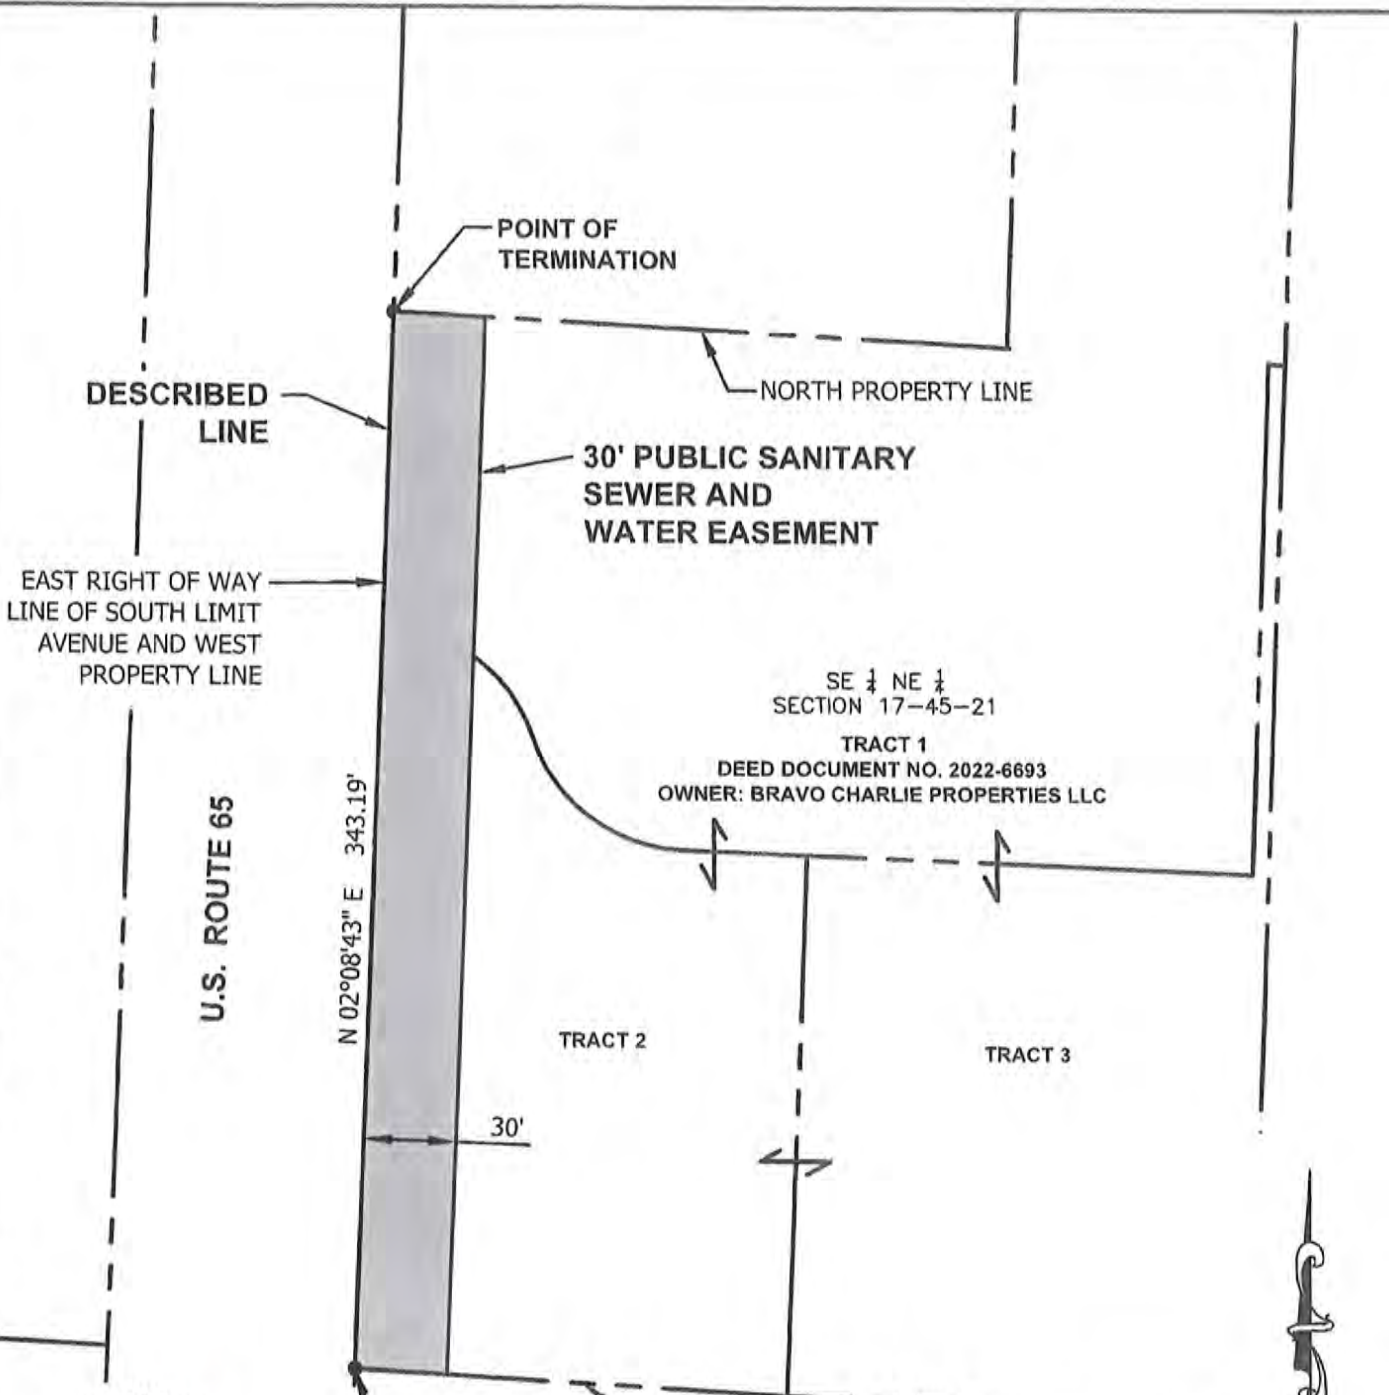 POINT OF
TERMINATION
DESCRIBED
LINE
NORTH PROPERTY LINE
30' PUBLIC SANITARY
SEWER AND
WATER EASEMENT
EAST RIGHT OF WAY
LINE OF SOUTH LIMIT
AVENUE AND WEST
PROPERTY LINE
SE ¼ NE ¼
SECTION 17-45-21
TRACT 1
DEED DOCUMENT NO. 2022-6693
OWNER: BRAVO CHARLIE PROPERTIES LLC
U.S. ROUTE 65
N 02°08'43" E 343.19'
TRACT 2
TRACT 3
30'